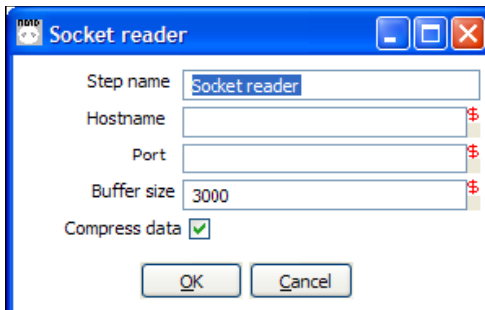 Socket reader
Step name Socket reader
Hostname $
Port $
Buffer size 3000 $
Compress data
OK Cancel